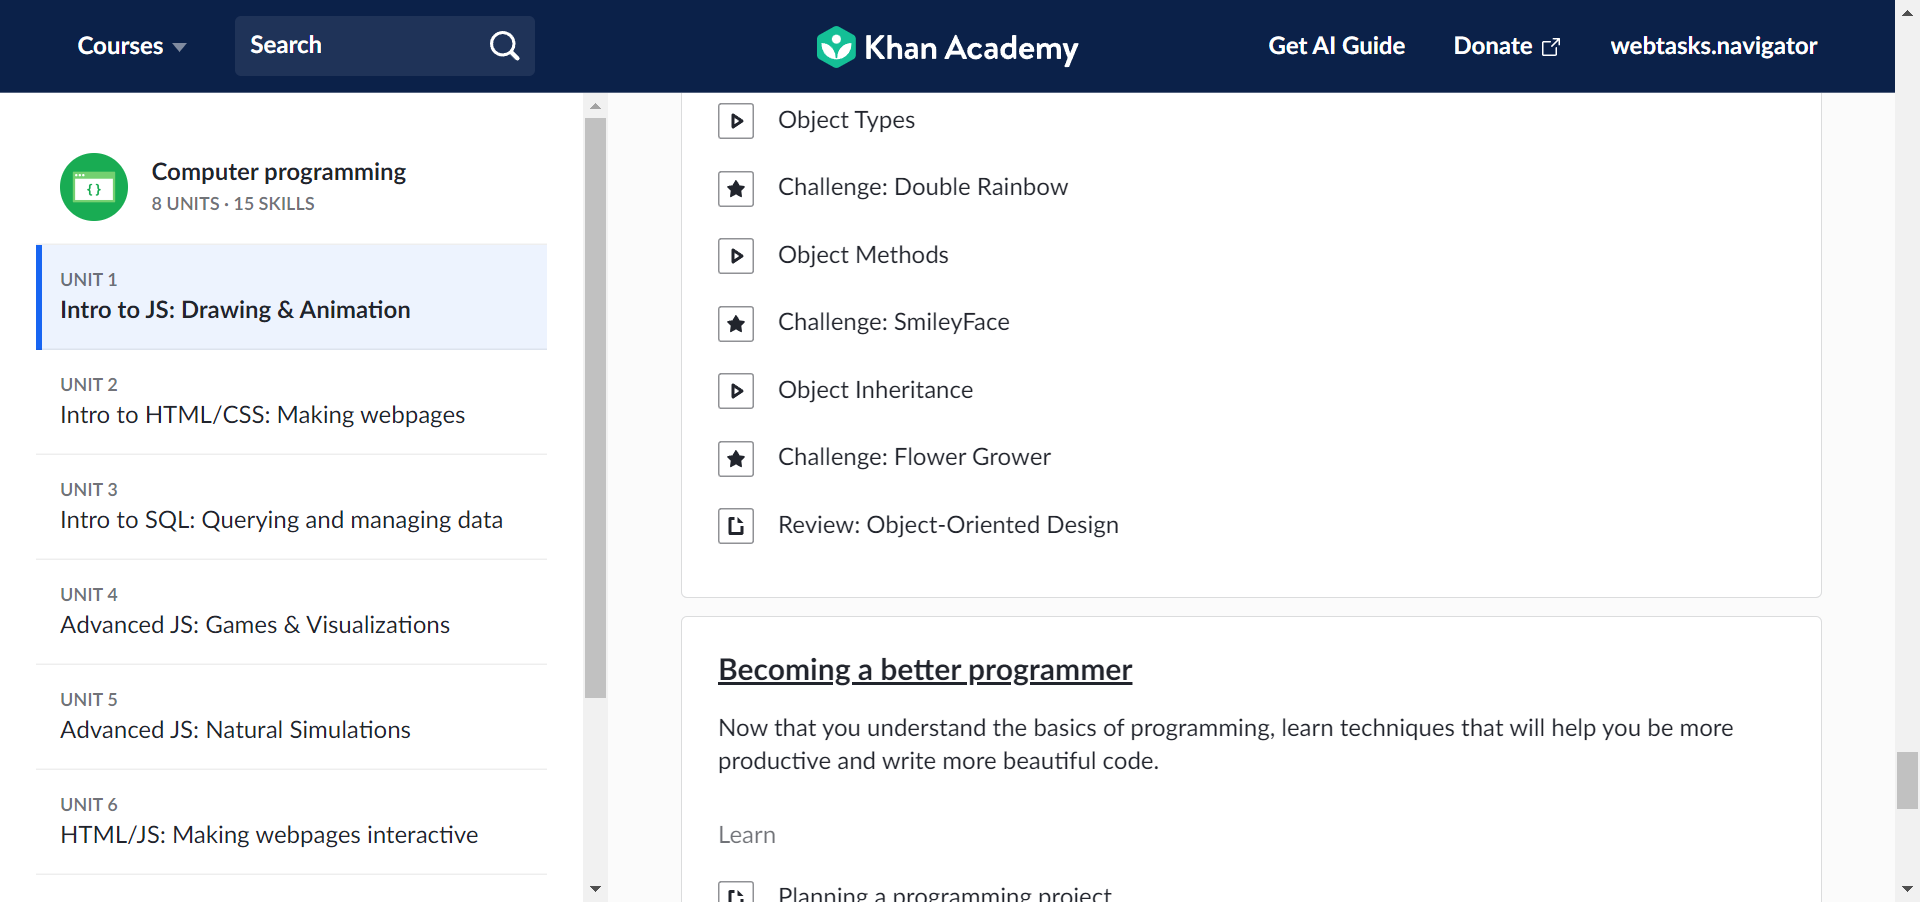 Courses
Search
Khan Academy
Get AI Guide
Donate
webtasks.navigator
Computer programming
8 UNITS · 15 SKILLS
UNIT 1
Intro to JS: Drawing & Animation
UNIT 2
Intro to HTML/CSS: Making webpages
UNIT 3
Intro to SQL: Querying and managing data
UNIT 4
Advanced JS: Games & Visualizations
UNIT 5
Advanced JS: Natural Simulations
UNIT 6
HTML/JS: Making webpages interactive
Object Types
Challenge: Double Rainbow
Object Methods
Challenge: SmileyFace
Object Inheritance
Challenge: Flower Grower
Review: Object-Oriented Design
Becoming a better programmer
Now that you understand the basics of programming, learn techniques that will help you be more
productive and write more beautiful code.
Learn
Planning a programming project